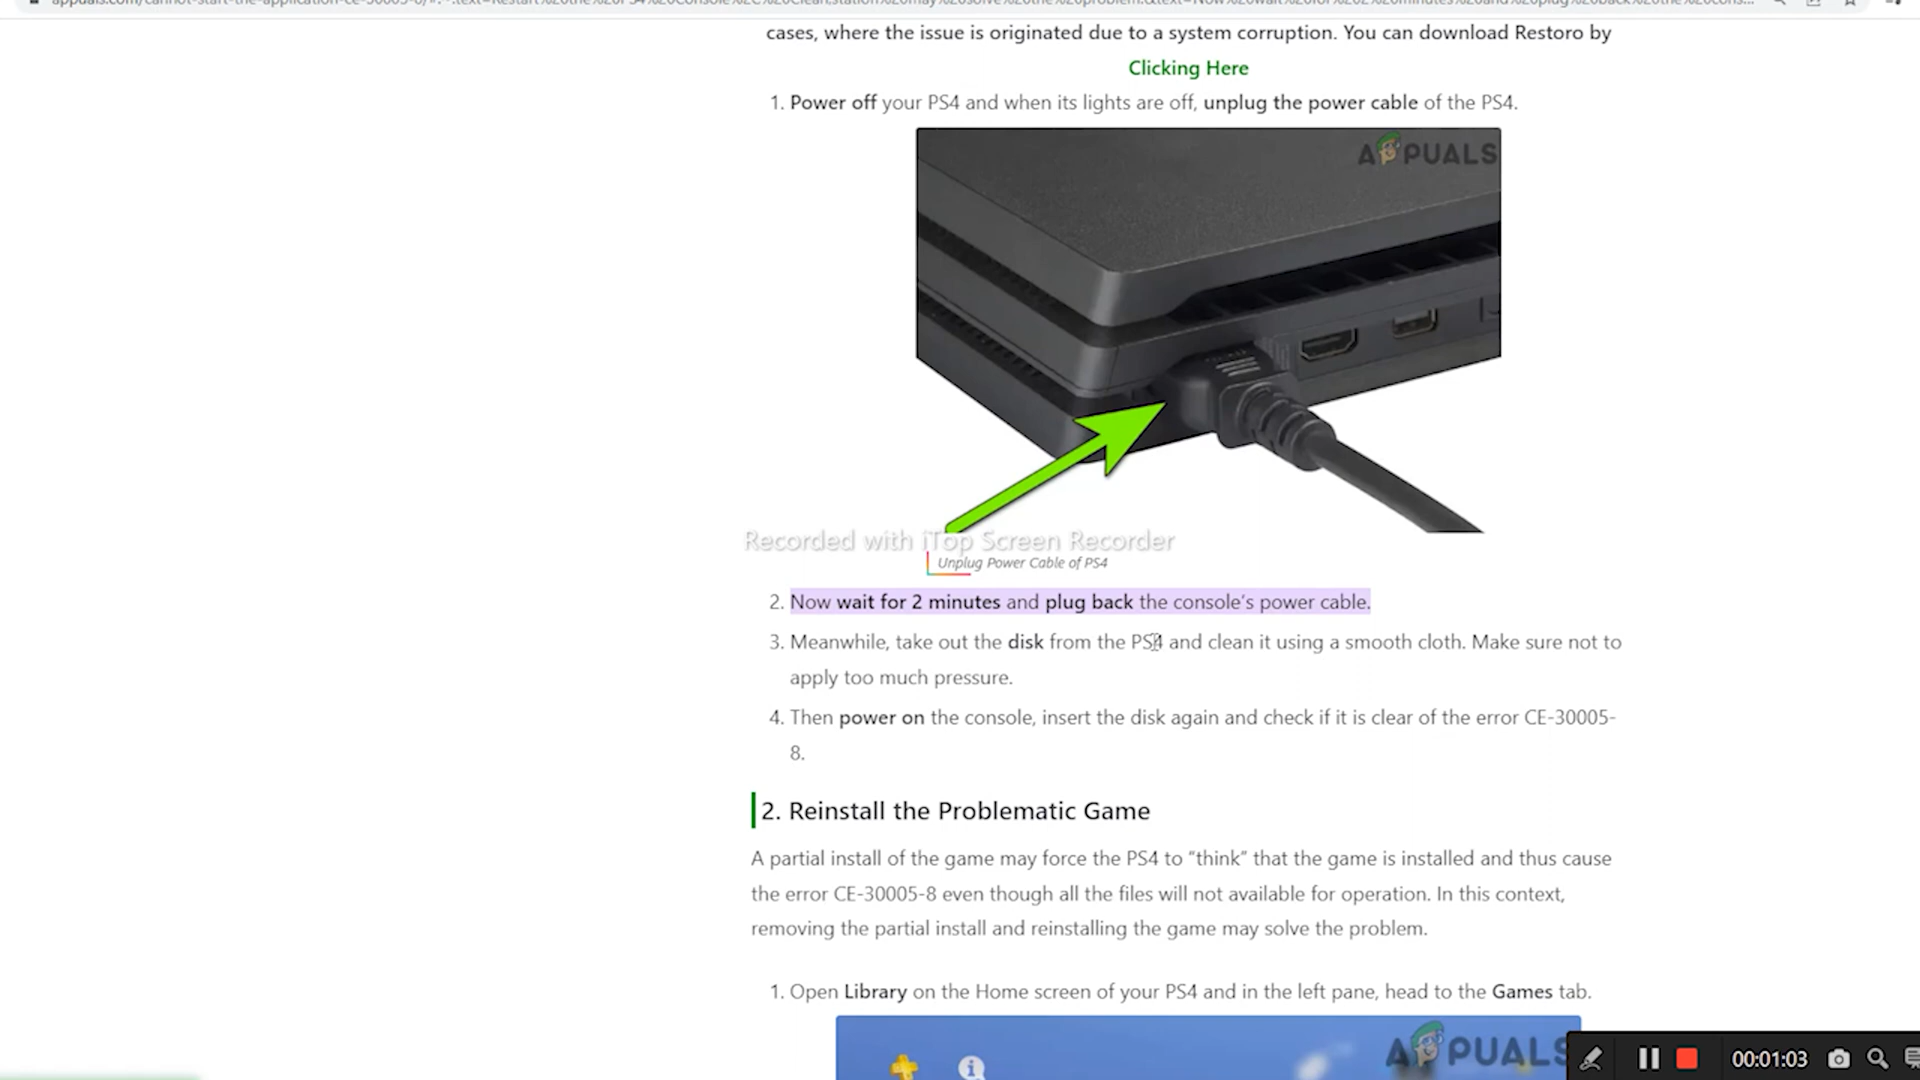 cases, where the issue is originated due to a system corruption. You can download Restoro by
Clicking Here
1. Power off your PS4 and when its lights are off, unplug the power cable of the PS4.
APPUALS
Recorded with iTop Screen Recorder
Unplug Power Cable of PS4
2. Now wait for 2 minutes and plug back the console's power cable.
3. Meanwhile, take out the disk from the PS4 and clean it using a smooth cloth. Make sure not to
apply too much pressure.
4. Then power on the console, insert the disk again and check if it is clear of the error CE-30005-
8.
2. Reinstall the Problematic Game
A partial install of the game may force the PS4 to “think” that the game is installed and thus cause
the error CE-30005-8 even though all the files will not available for operation. In this context,
removing the partial install and reinstalling the game may solve the problem.
1. Open Library on the Home screen of your PS4 and in the left pane, head to the Games tab.
APPUALS
00:01:03